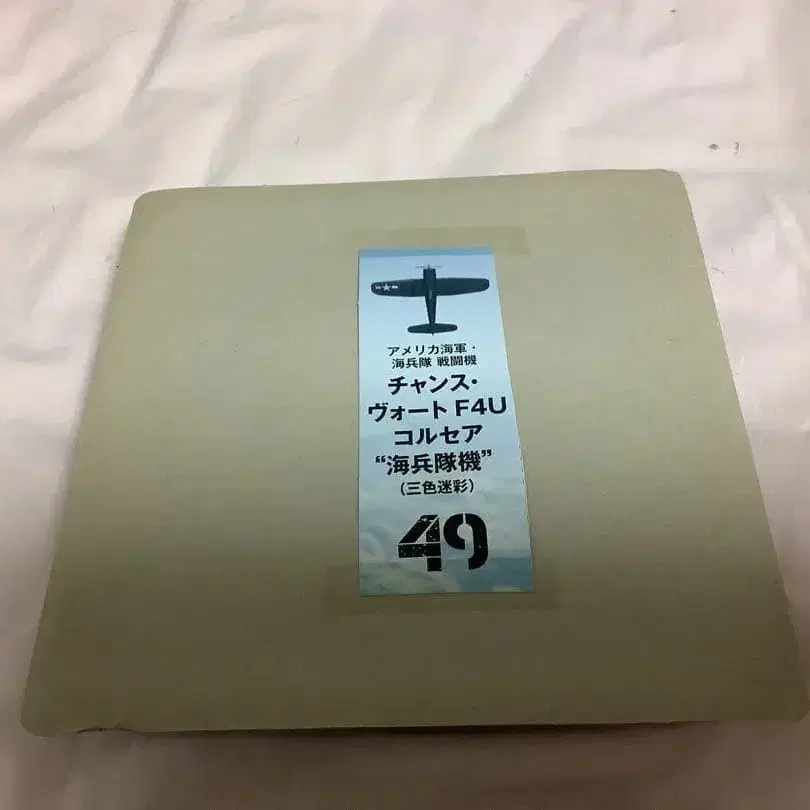 アメリカ海軍・
海兵隊 戦闘機
チャンス・
ヴォート F4U
コルセア
“海兵隊機”
（三色迷彩）
49